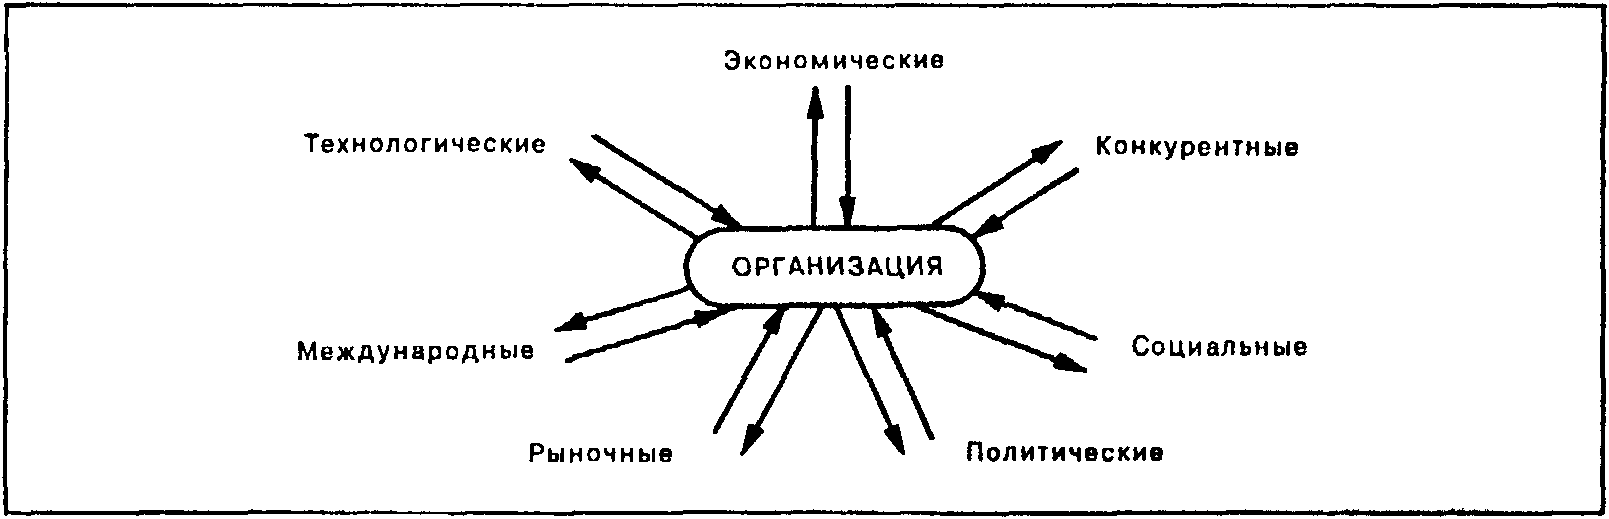 Экономические
Технологические
Конкурентные
ОРГАНИЗАЦИЯ
Международные
Социальные
Рыночные
Политические